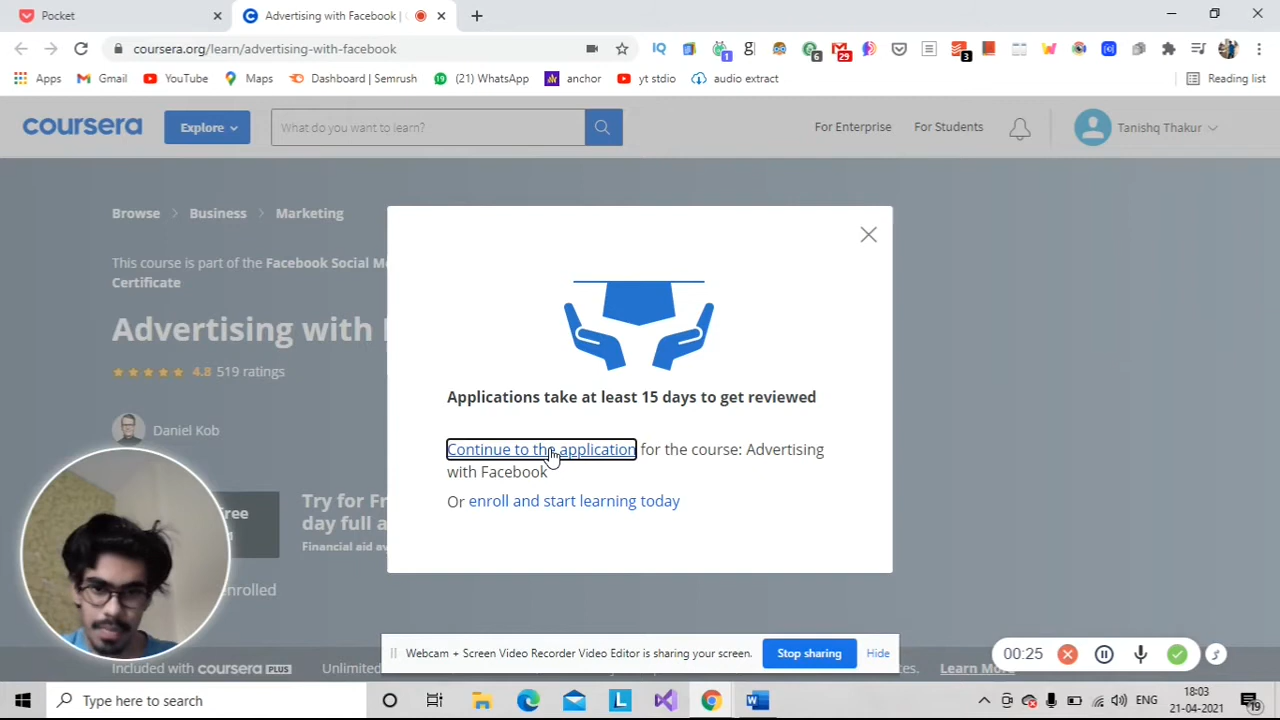 Pocket
Advertising with Facebook |
coursera.org/learn/advertising-with-facebook
1
6
29
3
Apps
Gmail
YouTube
Maps
Dashboard | Semrush
(21) WhatsApp
anchor
yt stdio
audio extract
Reading list
coursera
Explore
What do you want to learn?
For Enterprise
For Students
Tanishq Thakur
Browse > Business > Marketing
This course is part of the Facebook Social
Certificate
Advertising with
4.8 519 ratings
Daniel Kob
Try for
day full
Financial aid
enrolled
Included with coursera PLUS
Learn More
Applications take at least 15 days to get reviewed
Continue to the application for the course: Advertising
with Facebook
Or enroll and start learning today
Webcam + Screen Video Recorder Video Editor is sharing your screen.
Stop sharing
Hide
00:25
Type here to search
ENG
18:03
21-04-2021
19